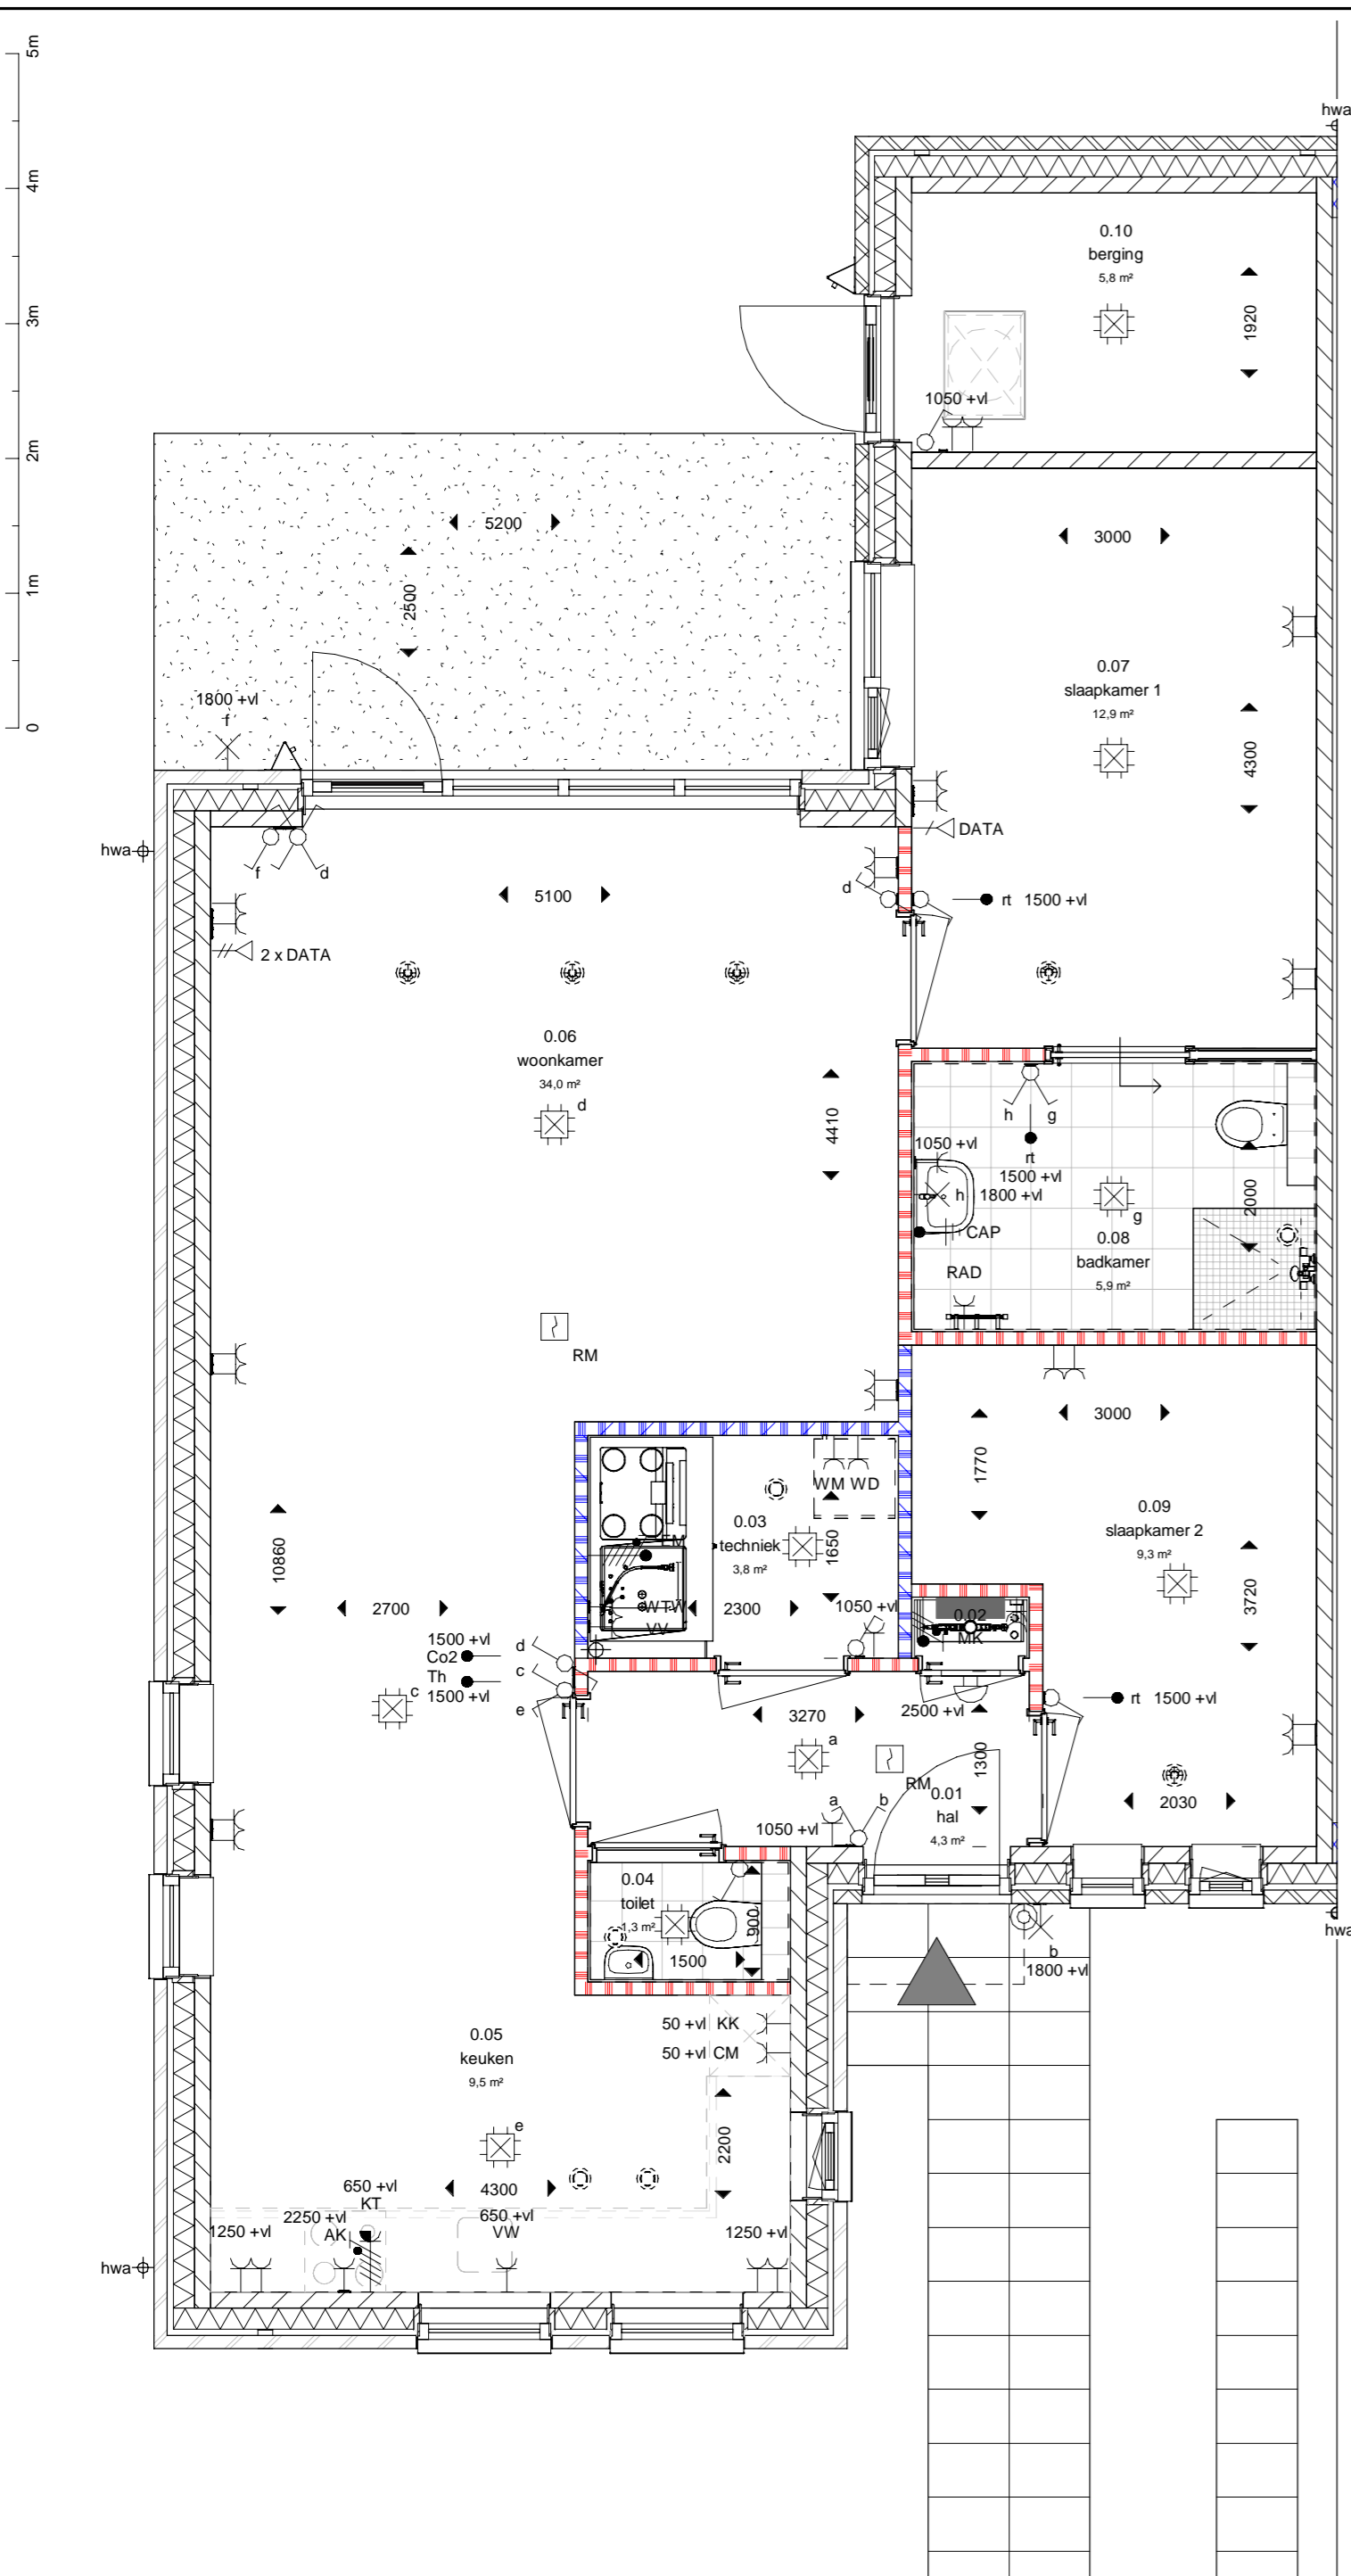 5m
4m
3m
2m
1m
0
hwa
0.10
berging
5,8 m²
1920
1050 +vl
5200
2500
3000
0.07
slaapkamer 1
12,9 m²
4300
1800 +vl
f
DATA
hwa
f
d
5100
d
rt 1500 +vl
2 x DATA
0.06
woonkamer
34,0 m²
d
4410
h
g
rt
1050 +vl
1500 +vl
h 1800 +vl
2000
g
CAP
0.08
badkamer
5,9 m²
RAD
RM
3000
1770
WM WD
0.03
techniek
3,8 m²
1650
0.09
slaapkamer 2
9,3 m²
10860
3720
2700
WTW
VV
2300
1050 +vl
0.02
MK
1500 +vl
Co2
Th
1500 +vl
d
c
e
c
rt 1500 +vl
2500 +vl
3270
a
1300
RM
0.01
hal
4,3 m²
a
b
1050 +vl
2030
0.04
toilet
1,3 m²
900
1500
hwa
b
1800 +vl
50 +vl KK
50 +vl CM
0.05
keuken
9,5 m²
e
2200
650 +vl
KT
4300
2250 +vl
AK
650 +vl
VW
1250 +vl
1250 +vl
hwa